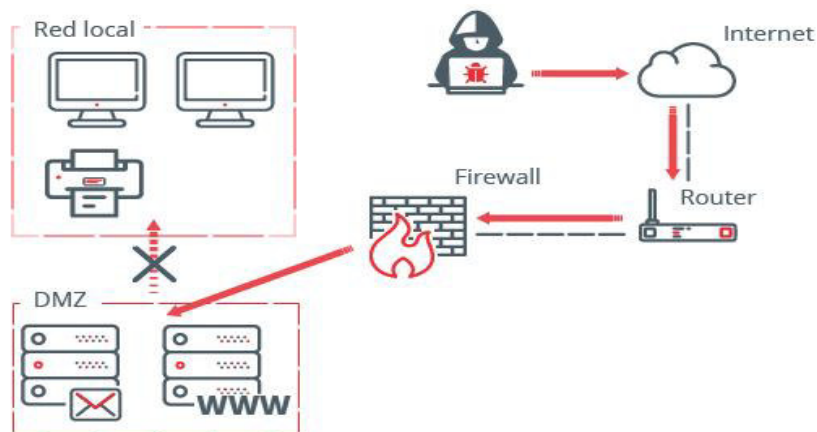 Red local
Internet
Firewall
Router
DMZ
WWW